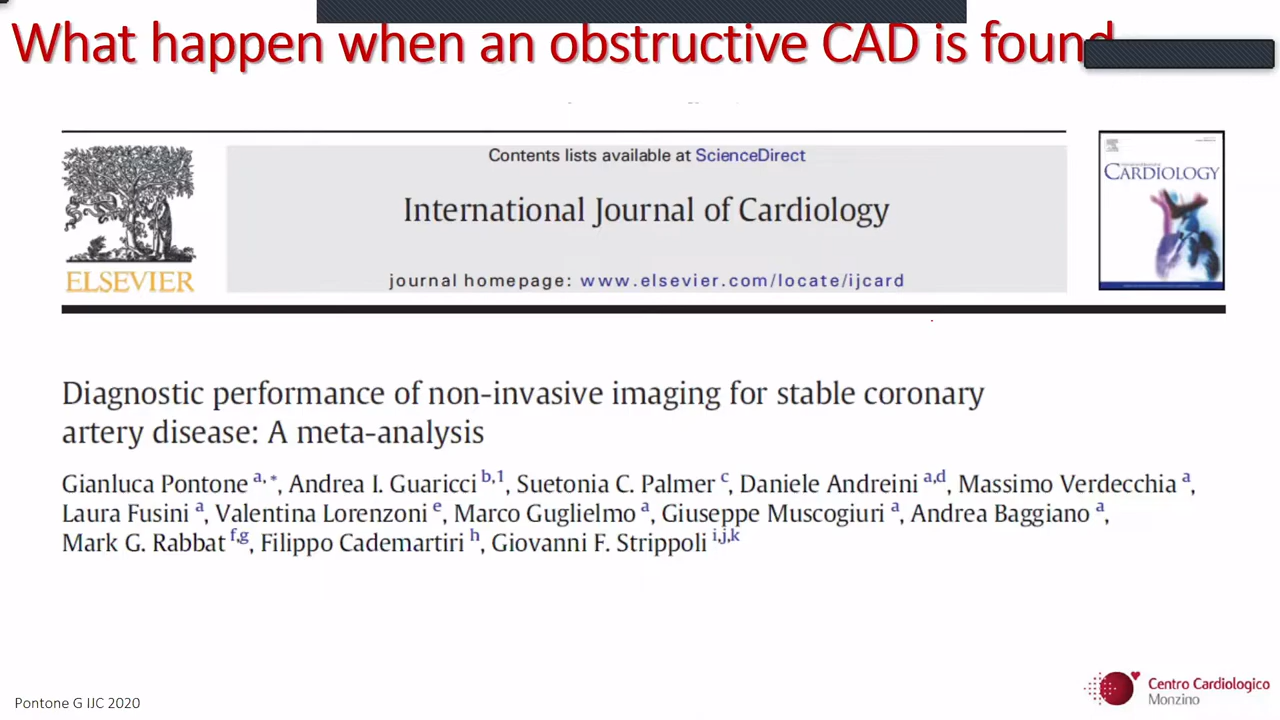 What happen when an obstructive CAD is found
Contents lists available at ScienceDirect
International Journal of Cardiology
journal homepage: www.elsevier.com/locate/ijcard
ELSEVIER
CARDIOLOGY
Diagnostic performance of non-invasive imaging for stable coronary
artery disease: A meta-analysis
Gianluca Pontone a,*, Andrea I. Guaricci b,1, Suetonia C. Palmer c, Daniele Andreini a,d, Massimo Verdecchia a,
Laura Fusini a, Valentina Lorenzoni e, Marco Guglielmo a, Giuseppe Muscogiuri a, Andrea Baggiano a,
Mark G. Rabbat f,g, Filippo Cademartiri h, Giovanni F. Strippoli i,j,k
Pontone G IJC 2020
Centro Cardiologico
Monzino